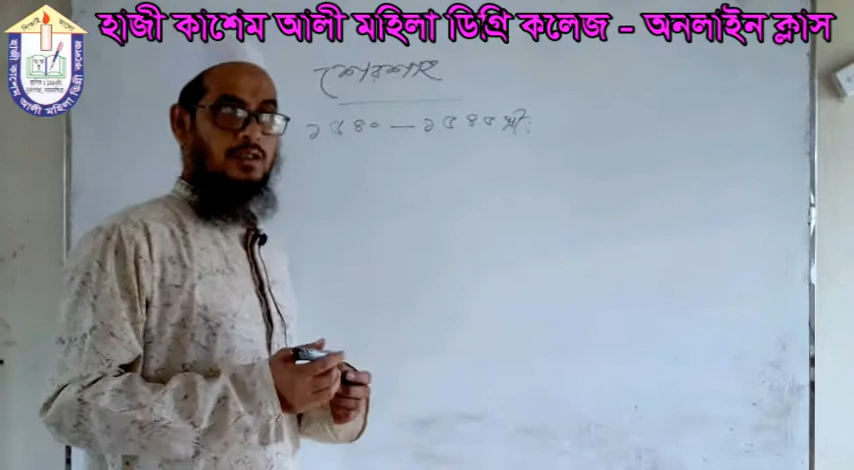 হাজী কাশেম আলী মহিলা ডিগ্রি কলেজ - অনলাইন ক্লাস
শেরশাহ
১৫৪০ — ১৫৪৫ খ্রী: